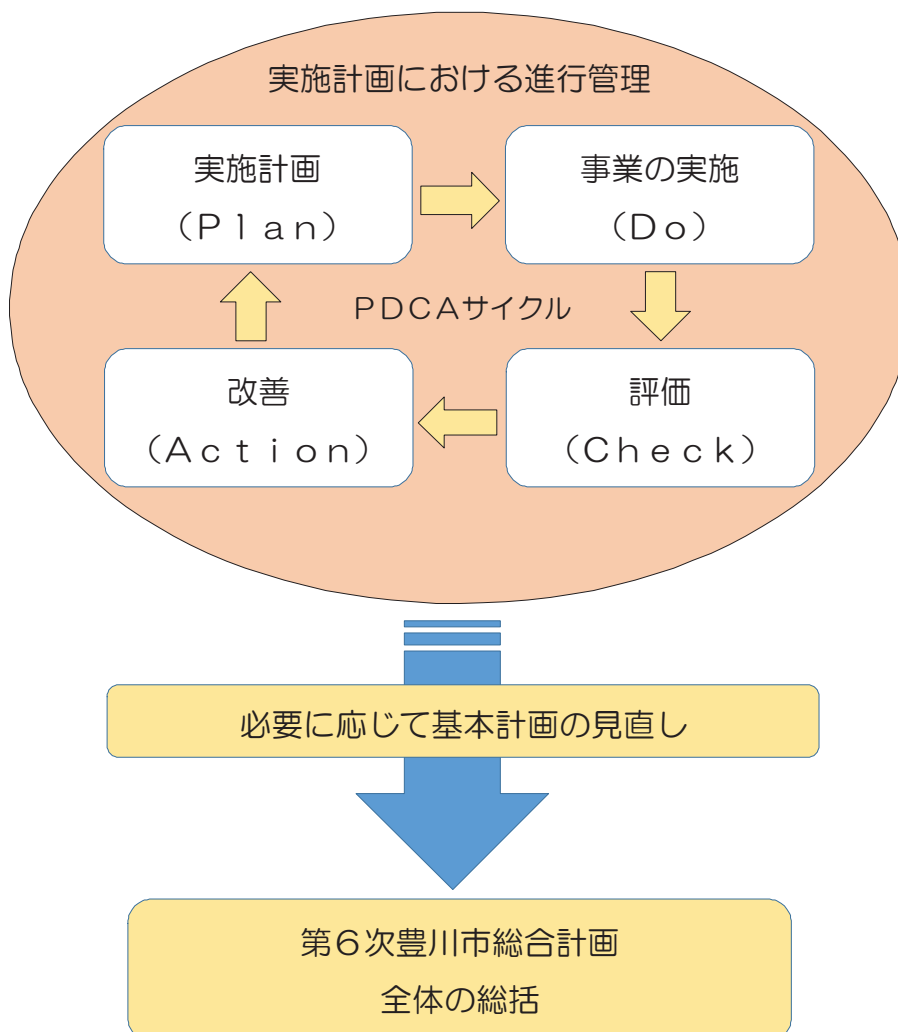 実施計画における進行管理
実施計画
(Ｐｌａｎ)
事業の実施
(Ｄｏ)
ＰＤＣＡサイクル
改善
(Ａｃｔｉｏｎ)
評価
(Ｃｈｅｃｋ)
必要に応じて基本計画の見直し
第６次豊川市総合計画
全体の総括